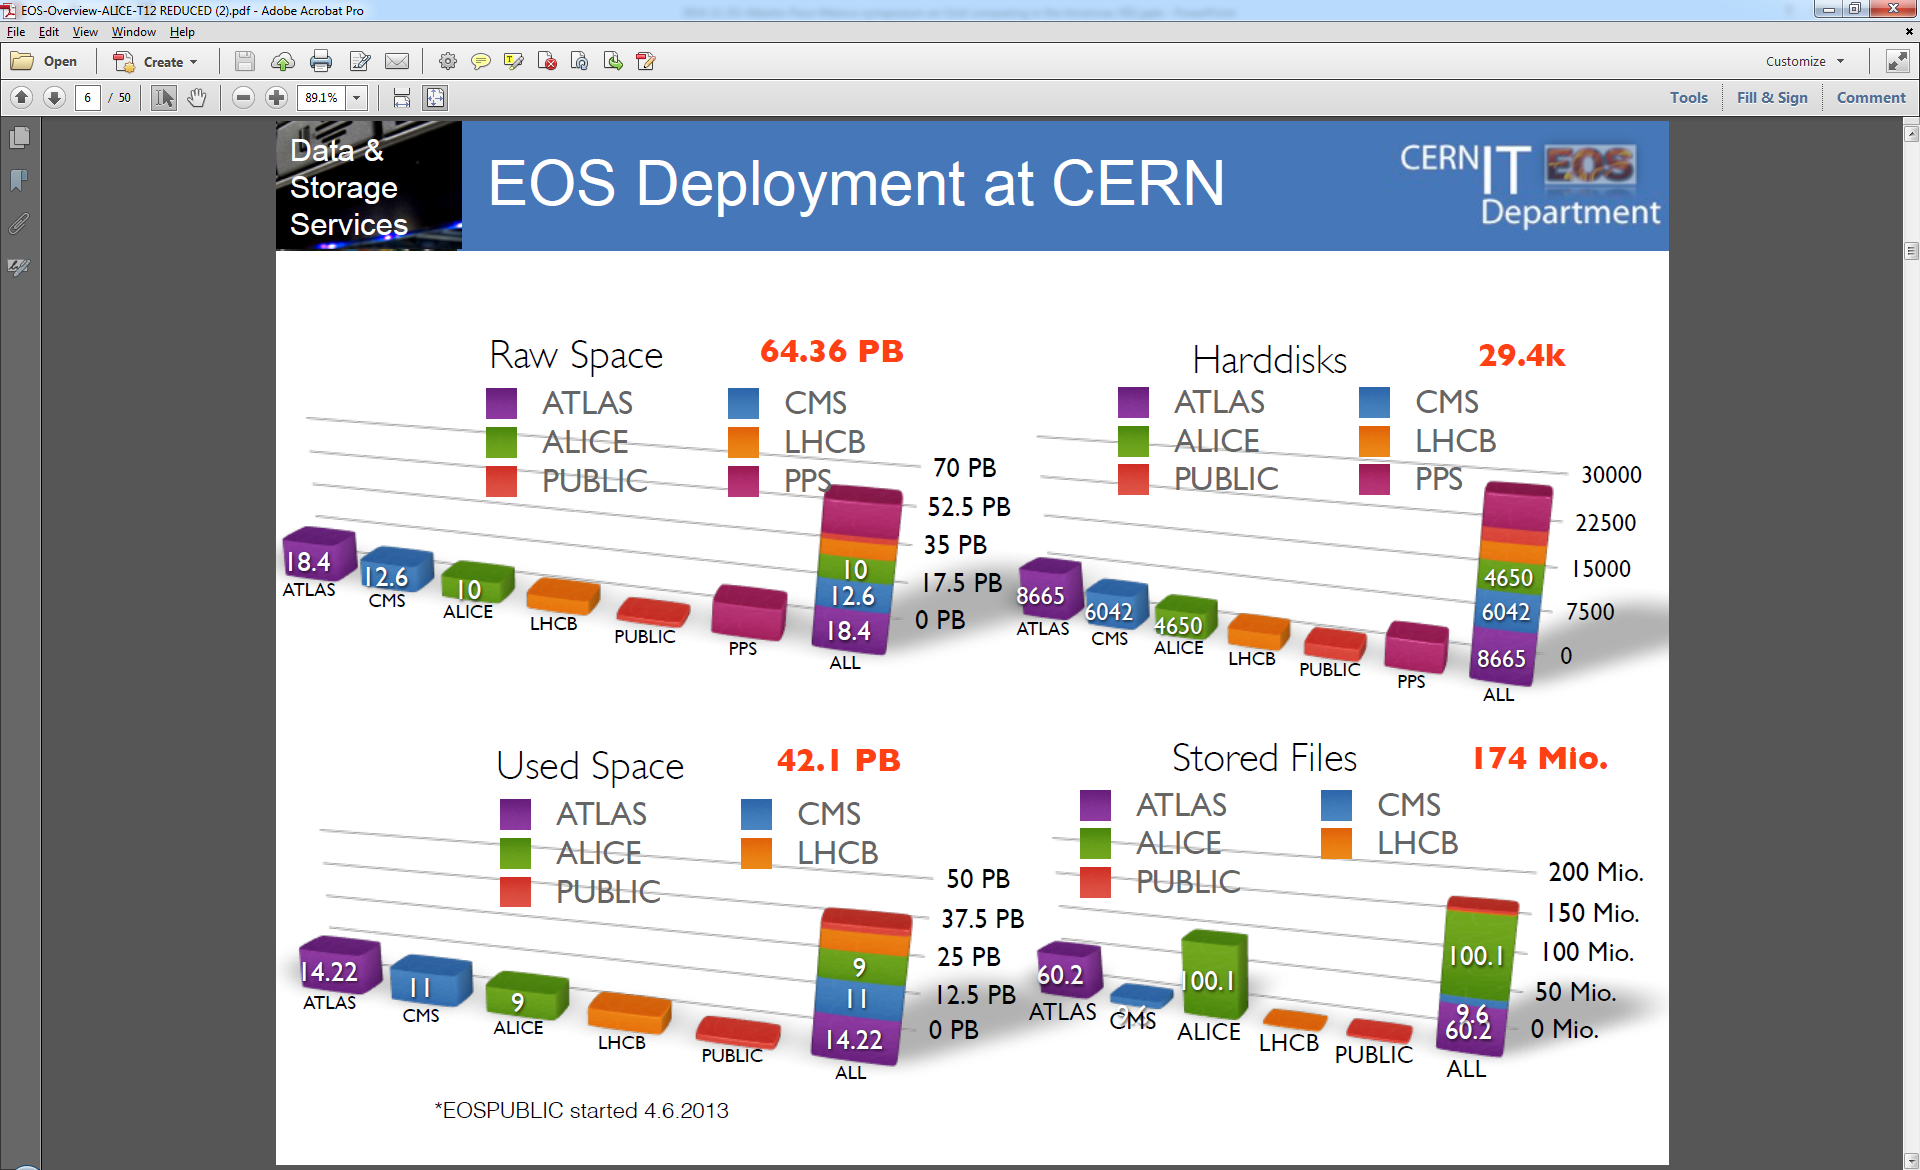 EOS-Overview-ALICE-T12 REDUCED (2).pdf - Adobe Acrobat Pro
File Edit View Window Help
Open Create Customize
6 / 50 89.1% Tools Fill & Sign Comment
Data &
Storage
Services
EOS Deployment at CERN
CERN IT EOS
Department
Raw Space 64.36 PB
ATLAS CMS
ALICE LHCB
PUBLIC PPS
70 PB
52.5 PB
35 PB
17.5 PB
0 PB
18.4
12.6
10
10
12.6
18.4
ATLAS
CMS
ALICE
LHCB
PUBLIC
PPS
ALL
Harddisks 29.4k
ATLAS CMS
ALICE LHCB
PUBLIC PPS
30000
22500
15000
7500
0
8665
6042
4650
4650
6042
8665
ATLAS
CMS
ALICE
LHCB
PUBLIC
PPS
ALL
Used Space 42.1 PB
ATLAS CMS
ALICE LHCB
PUBLIC
50 PB
37.5 PB
25 PB
12.5 PB
0 PB
14.22
11
9
9
11
14.22
ATLAS
CMS
ALICE
LHCB
PUBLIC
ALL
Stored Files 174 Mio.
ATLAS CMS
ALICE LHCB
PUBLIC
200 Mio.
150 Mio.
100 Mio.
50 Mio.
0 Mio.
60.2
100.1
100.1
9.6
60.2
ATLAS
CMS
ALICE
LHCB
PUBLIC
ALL
*EOSPUBLIC started 4.6.2013